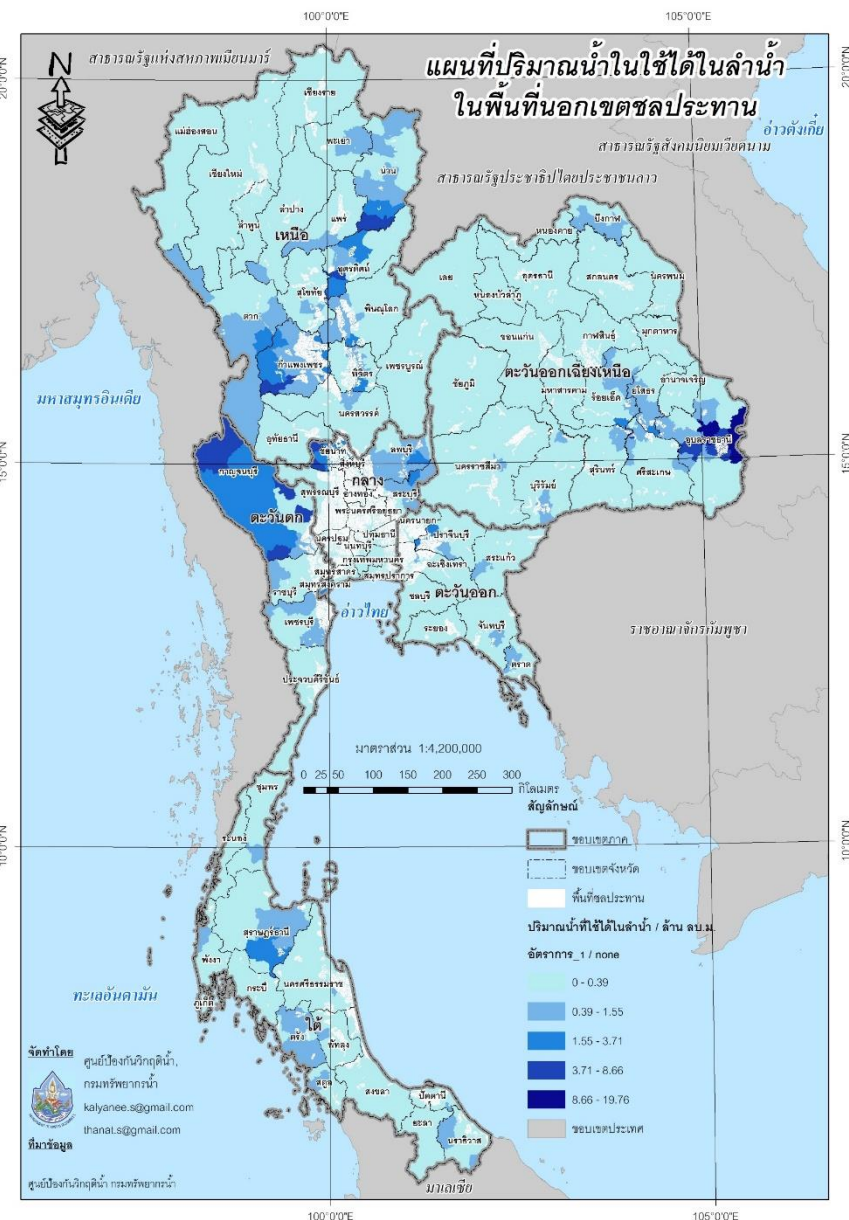 100°0'0"E
105°0'0"E
20°0'0"N
20°0'0"N
15°0'0"N
15°0'0"N
10°0'0"N
10°0'0"N
100°0'0"E
105°0'0"E
แผนที่ปริมาณน้ำในใช้ได้ในลำน้ำ
ในพื้นที่นอกเขตชลประทาน
N
สาธารณรัฐแห่งสหภาพเมียนมาร์
อ่าวตังเกี๋ย
สาธารณรัฐสังคมนิยมเวียดนาม
สาธารณรัฐประชาธิปไตยประชาชนลาว
เชียงราย
แม่ฮ่องสอน
พะเยา
เชียงใหม่
น่าน
ลำปาง
แพร่
ลำพูน
เหนือ
อุตรดิตถ์
สุโขทัย
ตาก
พิษณุโลก
กำแพงเพชร
พิจิตร
เพชรบูรณ์
นครสวรรค์
อุทัยธานี
บึงกาฬ
หนองคาย
เลย
อุดรธานี
สกลนคร
นครพนม
หนองบัวลำภู
ขอนแก่น
กาฬสินธุ์
มุกดาหาร
ตะวันออกเฉียงเหนือ
ชัยภูมิ
มหาสารคาม
ร้อยเอ็ด
ยโสธร
อำนาจเจริญ
อุบลราชธานี
นครราชสีมา
บุรีรัมย์
สุรินทร์
ศรีสะเกษ
มหาสมุทรอินเดีย
กาญจนบุรี
ตะวันตก
ชัยนาท
สิงห์บุรี
ลพบุรี
กลาง
สุพรรณบุรี
อ่างทอง
สระบุรี
พระนครศรีอยุธยา
นครนายก
ปทุมธานี
นครปฐม
นนทบุรี
กรุงเทพมหานคร
สมุทรสาคร
สมุทรปราการ
สมุทรสงคราม
ปราจีนบุรี
สระแก้ว
ฉะเชิงเทรา
ตะวันออก
ชลบุรี
ระยอง
จันทบุรี
ตราด
ราชบุรี
เพชรบุรี
อ่าวไทย
ราชอาณาจักรกัมพูชา
ประจวบคีรีขันธ์
มาตราส่วน 1:4,200,000
0 25 50 100 150 200 250 300
กิโลเมตร
ชุมพร
ระนอง
สุราษฎร์ธานี
พังงา
กระบี่
นครศรีธรรมราช
ภูเก็ต
ทะเลอันดามัน
ใต้
ตรัง
พัทลุง
สตูล
สงขลา
ปัตตานี
ยะลา
นราธิวาส
มาเลเซีย
สัญลักษณ์
ขอบเขตภาค
ขอบเขตจังหวัด
พื้นที่ชลประทาน
ปริมาณน้ำที่ใช้ได้ในลำน้ำ / ล้าน ลบ.ม.
อัตราการ_1 / none
0 - 0.39
0.39 - 1.55
1.55 - 3.71
3.71 - 8.66
8.66 - 19.76
ขอบเขตประเทศ
จัดทำโดย
ศูนย์ป้องกันวิกฤติน้ำ,
กรมทรัพยากรน้ำ
kalyanee.s@gmail.com
thanat.s@gmail.com
ที่มาข้อมูล
ศูนย์ป้องกันวิกฤติน้ำ กรมทรัพยากรน้ำ